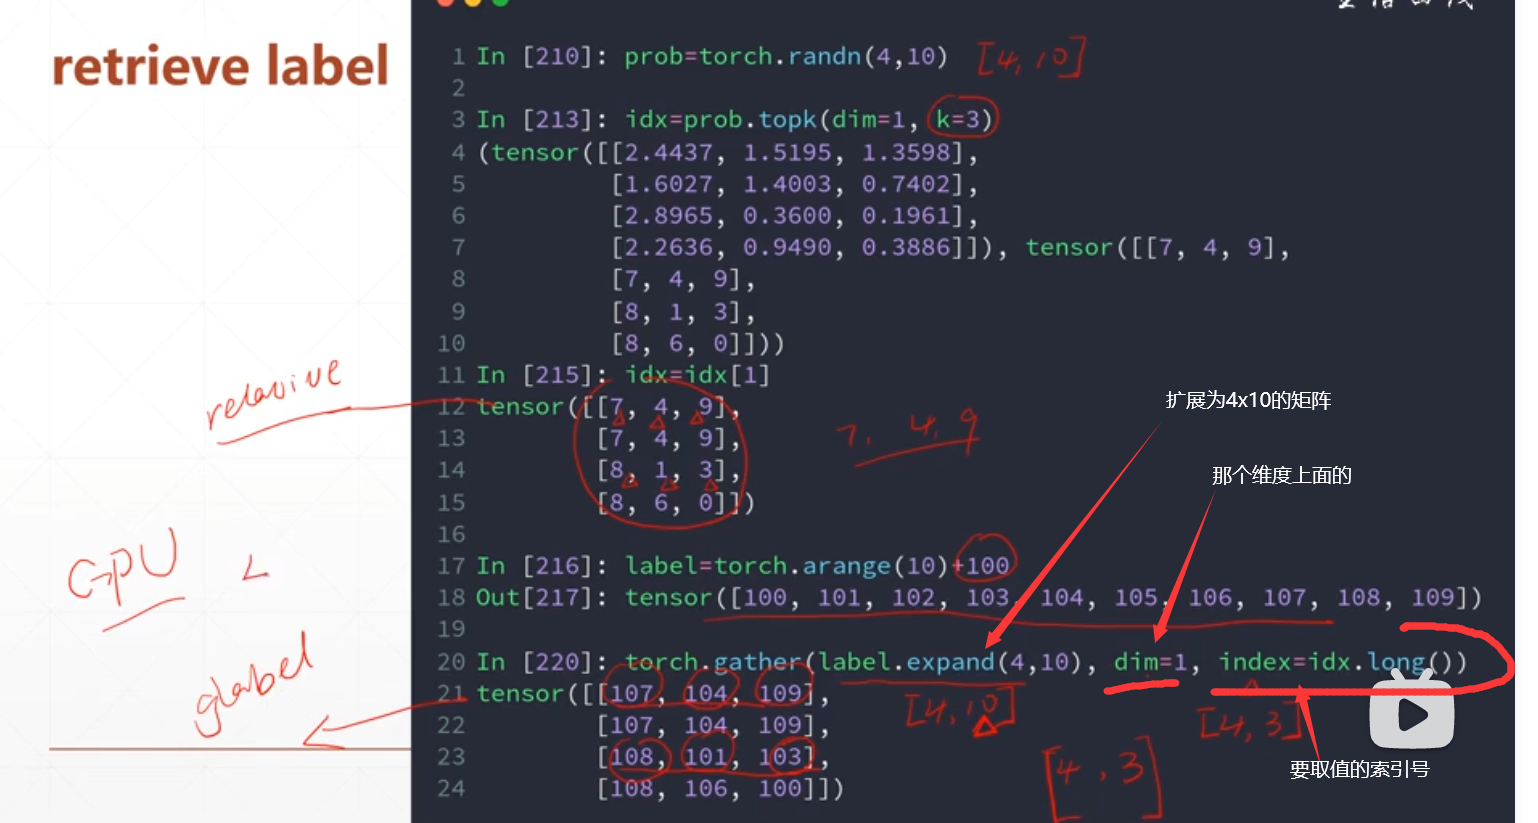 retrieve label
1 In [210]: prob=torch.randn(4,10) [4, 10]
2
3 In [213]: idx=prob.topk(dim=1, k=3)
4 (tensor([[2.4437, 1.5195, 1.3598],
5 [1.6027, 1.4003, 0.7402],
6 [2.8965, 0.3600, 0.1961],
7 [2.2636, 0.9490, 0.3886]]), tensor([[7, 4, 9],
8 [7, 4, 9],
9 [8, 1, 3],
10 [8, 6, 0]]))
11 In [215]: idx=idx[1]
relative
12 tensor([[7, 4, 9],
扩展为4x10的矩阵
13 [7, 4, 9],
7, 4, 9
14 [8, 1, 3],
那个维度上面的
15 [8, 6, 0]])
16
17 In [216]: label=torch.arange(10)+100
GPU
18 Out[217]: tensor([100, 101, 102, 103, 104, 105, 106, 107, 108, 109])
19
20 In [220]: torch.gather(label.expand(4,10), dim=1, index=idx.long())
21 tensor([[107, 104, 109],
[4, 10]
[4, 3]
22 [107, 104, 109],
23 [108, 101, 103],
[4, 3]
要取值的索引号
24 [108, 106, 100]])